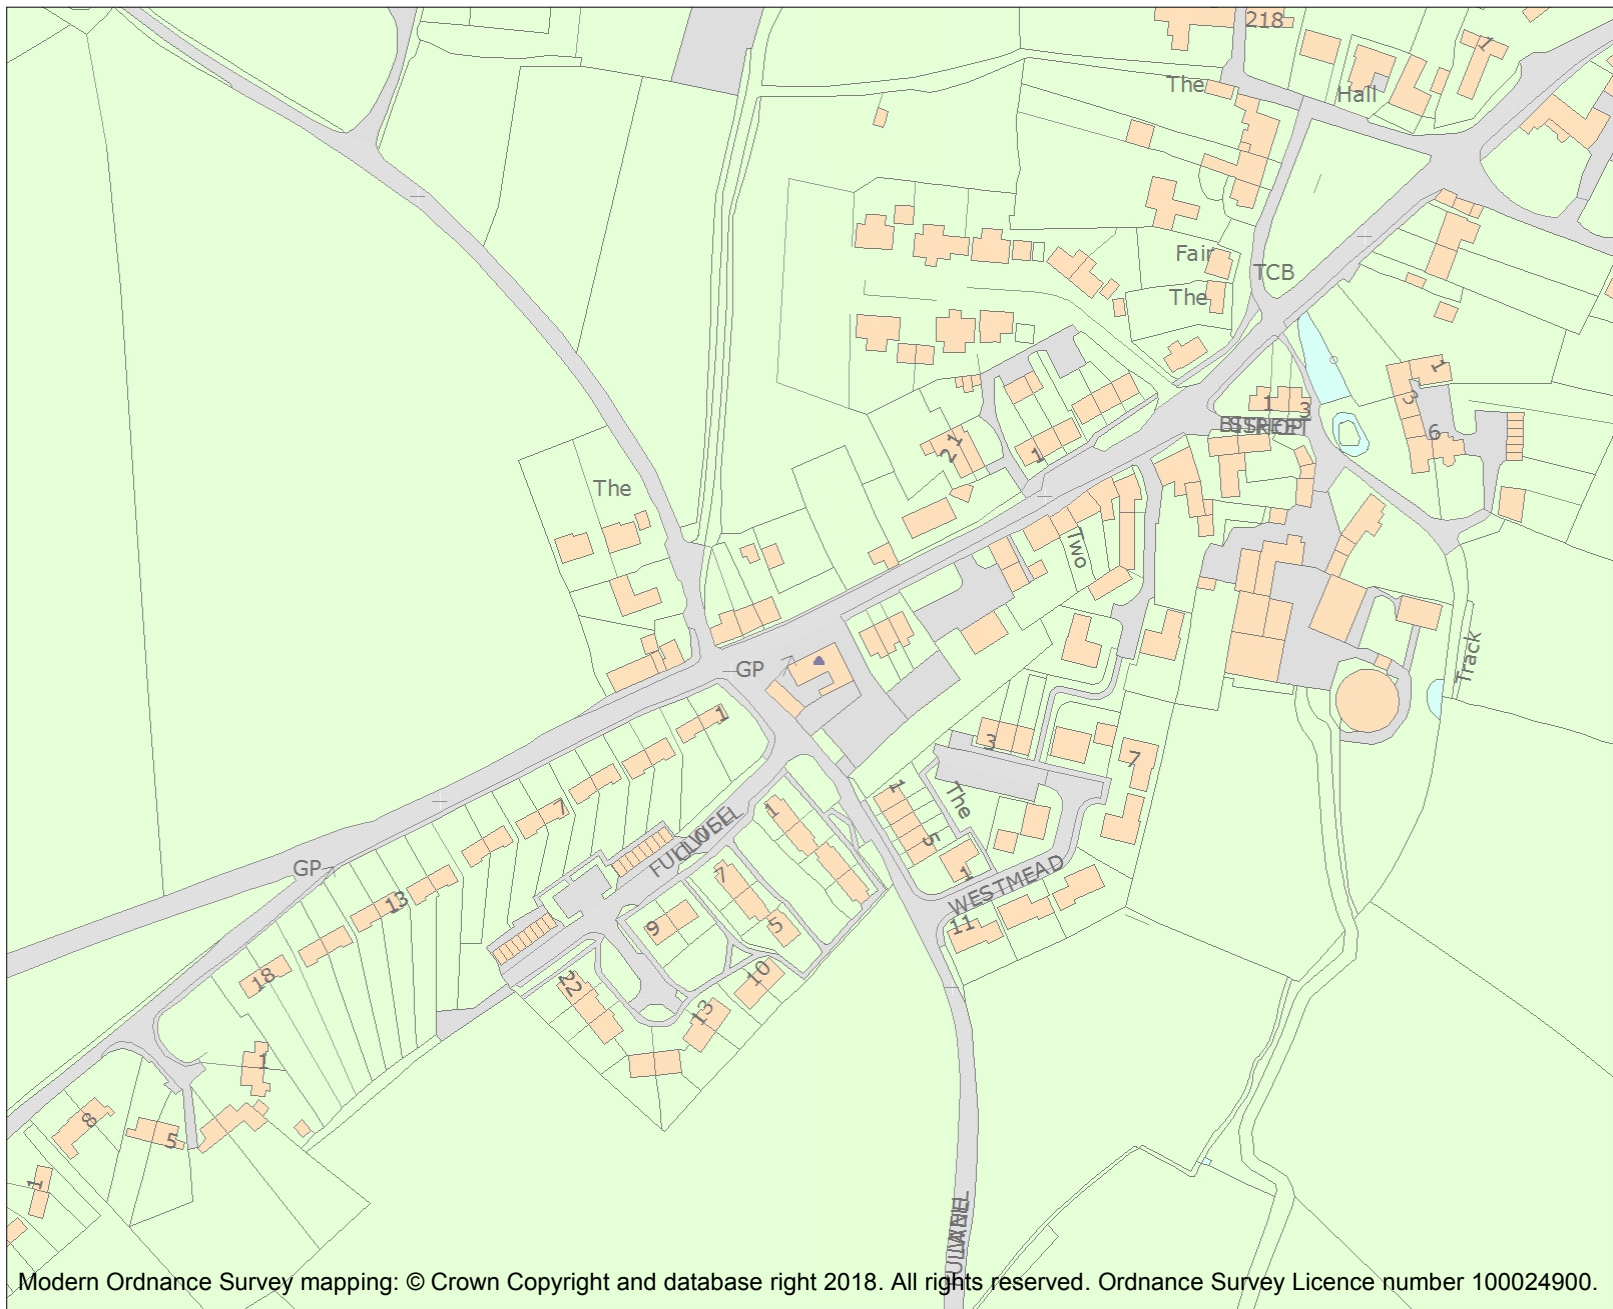 218
1
The
Hall
Fair
TCB
The
1
3
1
3
6
1
2
1
The
Two
GP
Track
1
3
7
7
1
The
1
5
GP
7
1
WESTMEAD
13
9
5
11
18
22
10
13
1
8
5
1
Modern Ordnance Survey mapping: © Crown Copyright and database right 2018. All rights reserved. Ordnance Survey Licence number 100024900.